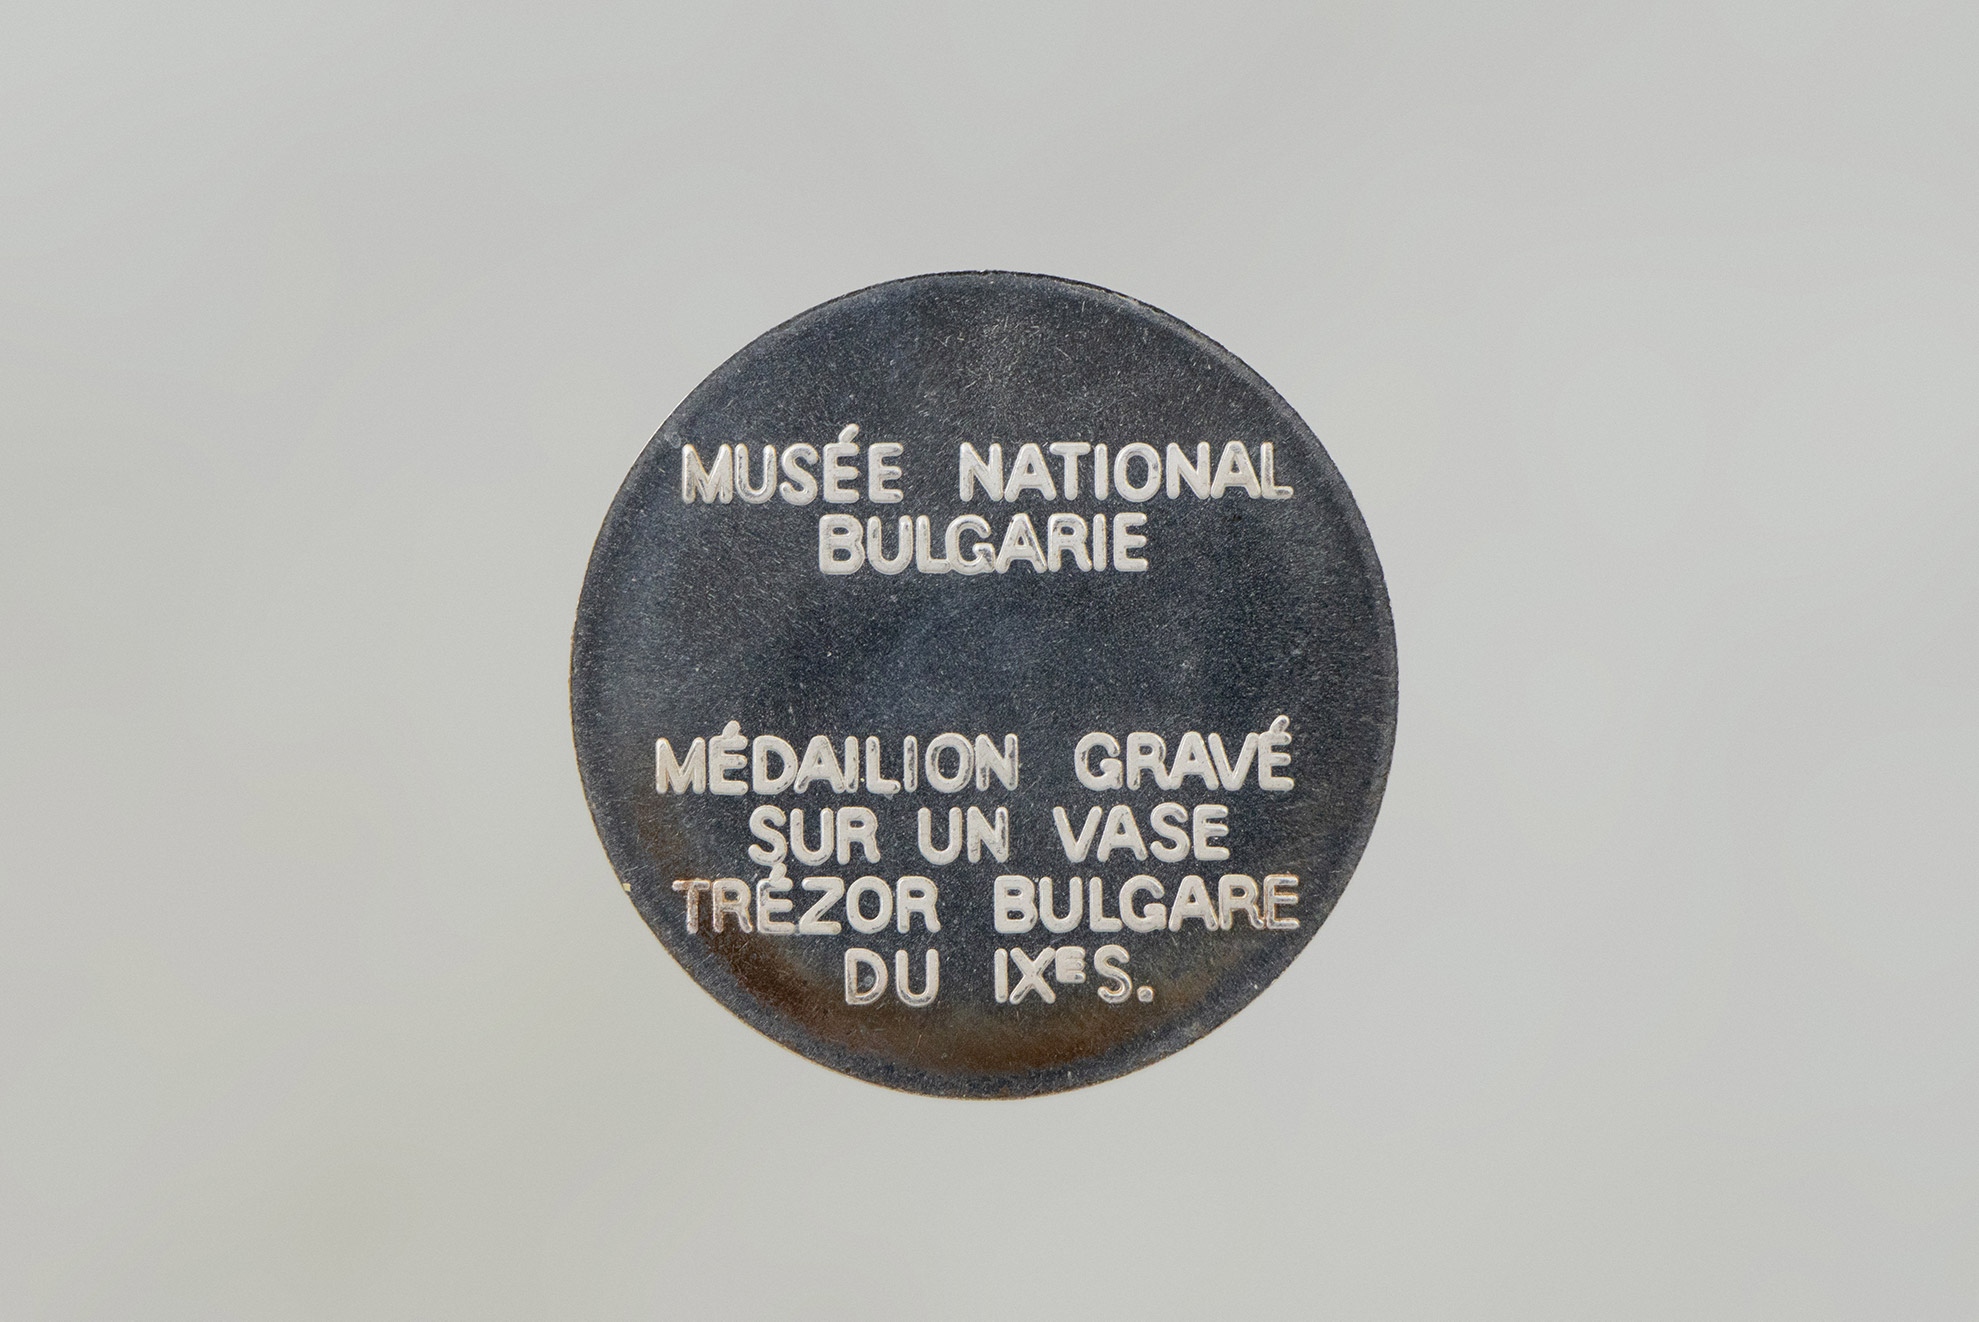 MUSÉE NATIONAL
BULGARIE
MÉDAILION GRAVÉ
SUR UN VASE
TRÉZOR BULGARE
DU IXᴱS.